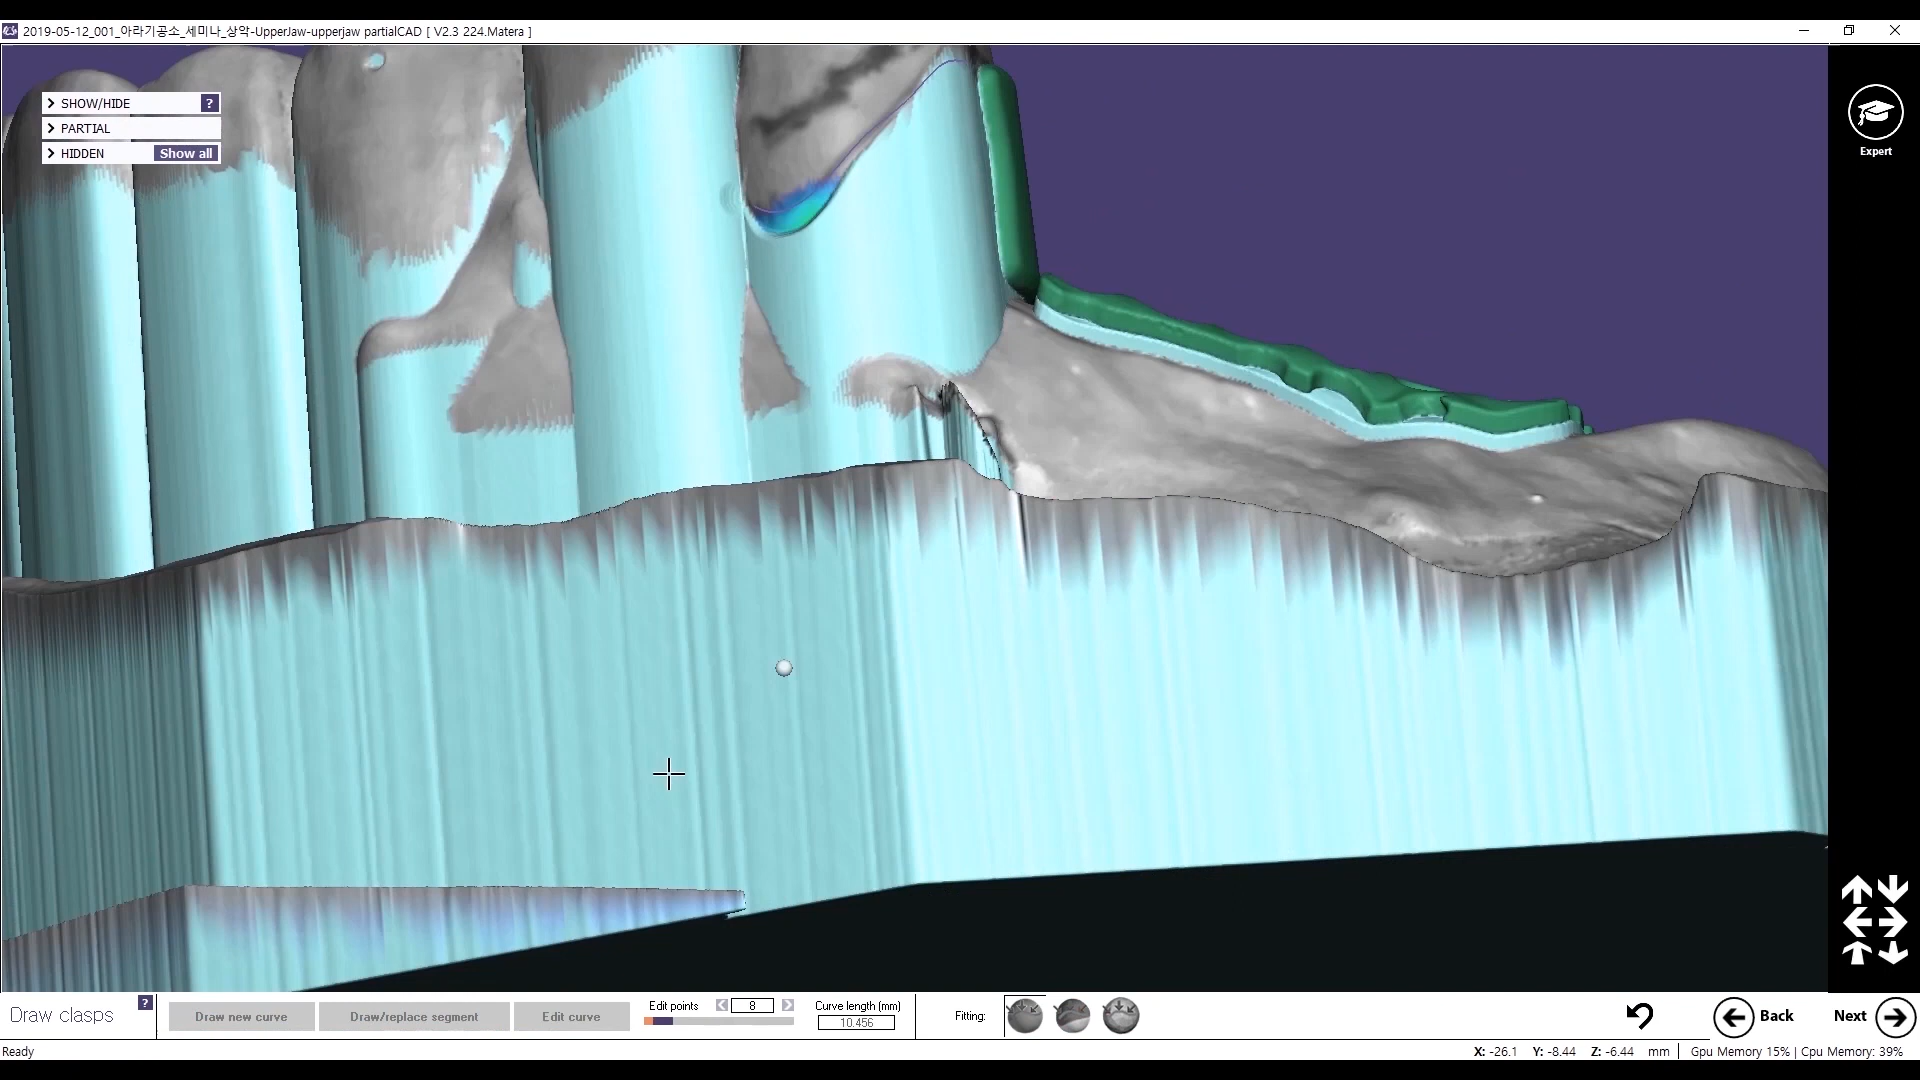 2019-05-12_001_아라기공소_세미나_상악-UpperJaw-upperjaw partialCAD [ V2.3 224.Matera ]
SHOW/HIDE ?
PARTIAL
HIDDEN Show all
Expert
Draw clasps ?
Draw new curve
Draw/replace segment
Edit curve
Edit points 8
Curve length (mm)
10.456
Fitting:
Back
Next
Ready
X: -26.1 Y: -8.44 Z: -6.44 mm
Gpu Memory 15% | Cpu Memory: 39%